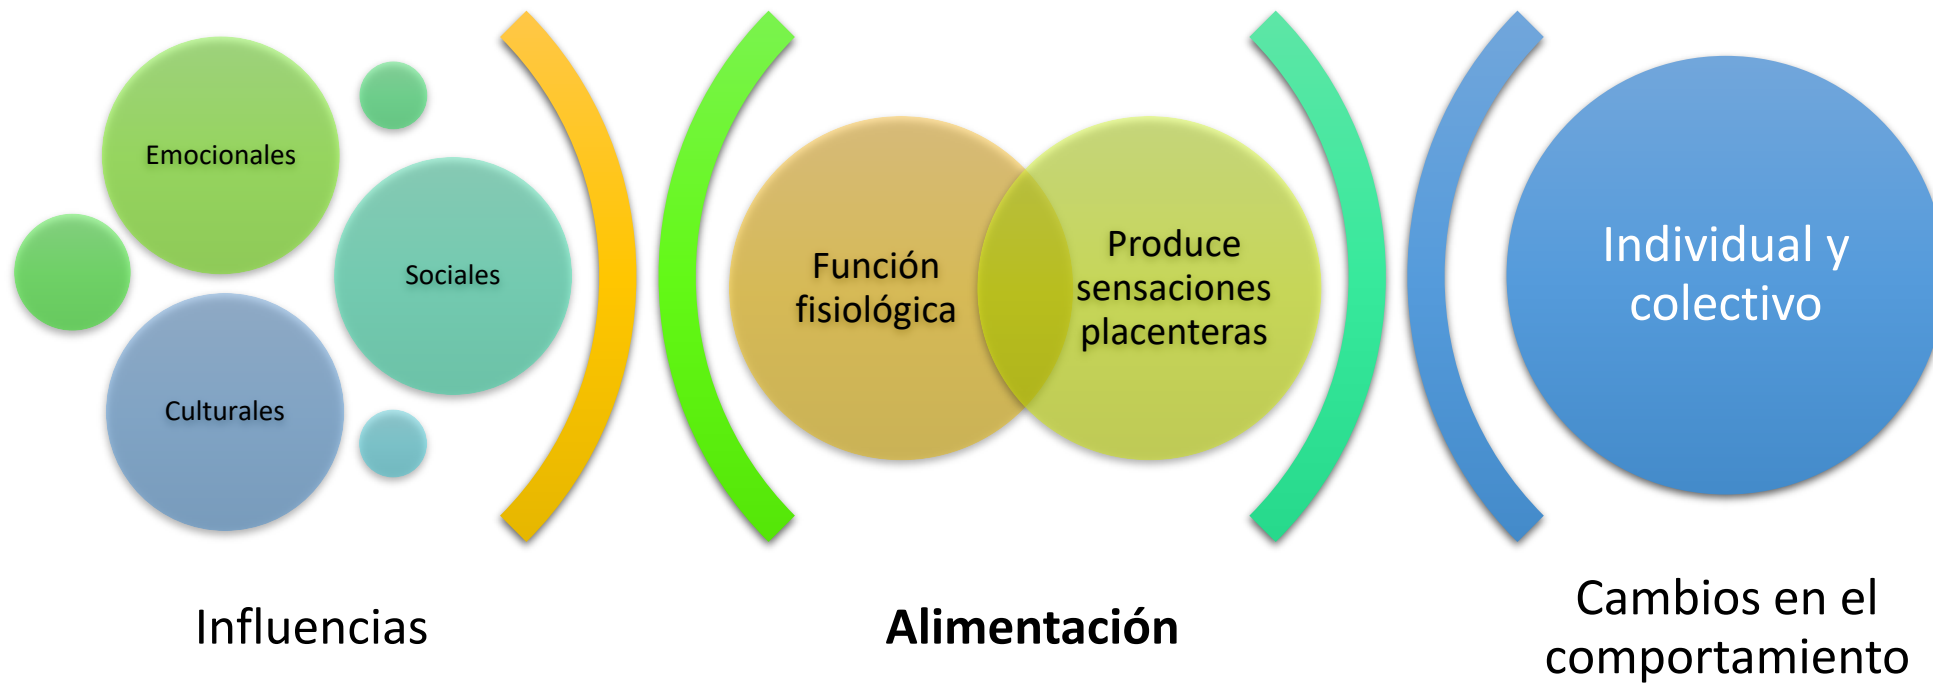 Emocionales
Sociales
Culturales
Influencias
Función
fisiológica
Produce
sensaciones
placenteras
Alimentación
Individual y
colectivo
Cambios en el
comportamiento